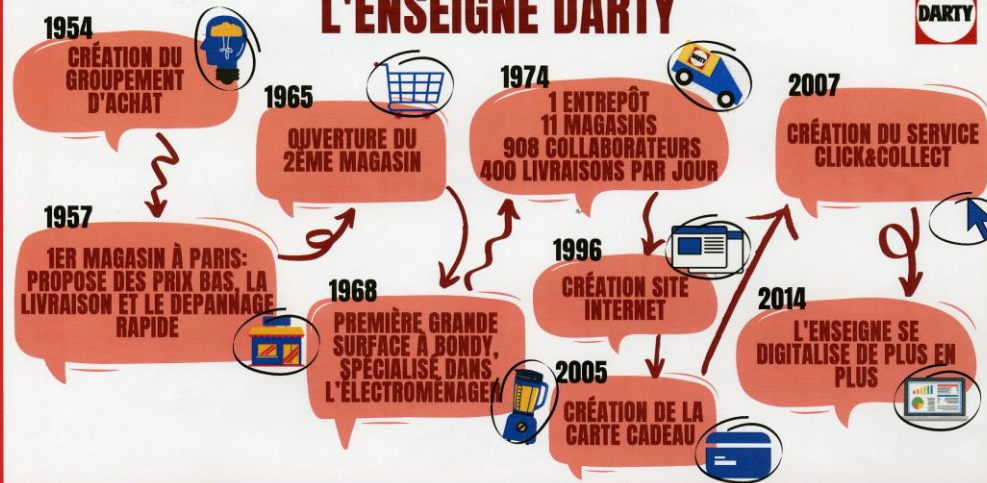 L'ENSEIGNE DARTY
DARTY
1954
CRÉATION DU
GROUPEMENT
D'ACHAT
1957
1ER MAGASIN À PARIS:
PROPOSE DES PRIX BAS, LA
LIVRAISON ET LE DEPANNAGE
RAPIDE
1965
OUVERTURE DU
2ÈME MAGASIN
1968
PREMIÈRE GRANDE
SURFACE À BONDY,
SPÉCIALISÉ DANS
L'ÉLECTROMÉNAGER
1974
1 ENTREPÔT
11 MAGASINS
908 COLLABORATEURS
400 LIVRAISONS PAR JOUR
1996
CRÉATION SITE
INTERNET
2005
CRÉATION DE LA
CARTE CADEAU
2007
CRÉATION DU SERVICE
CLICK&COLLECT
2014
L'ENSEIGNE SE
DIGITALISE DE PLUS EN
PLUS